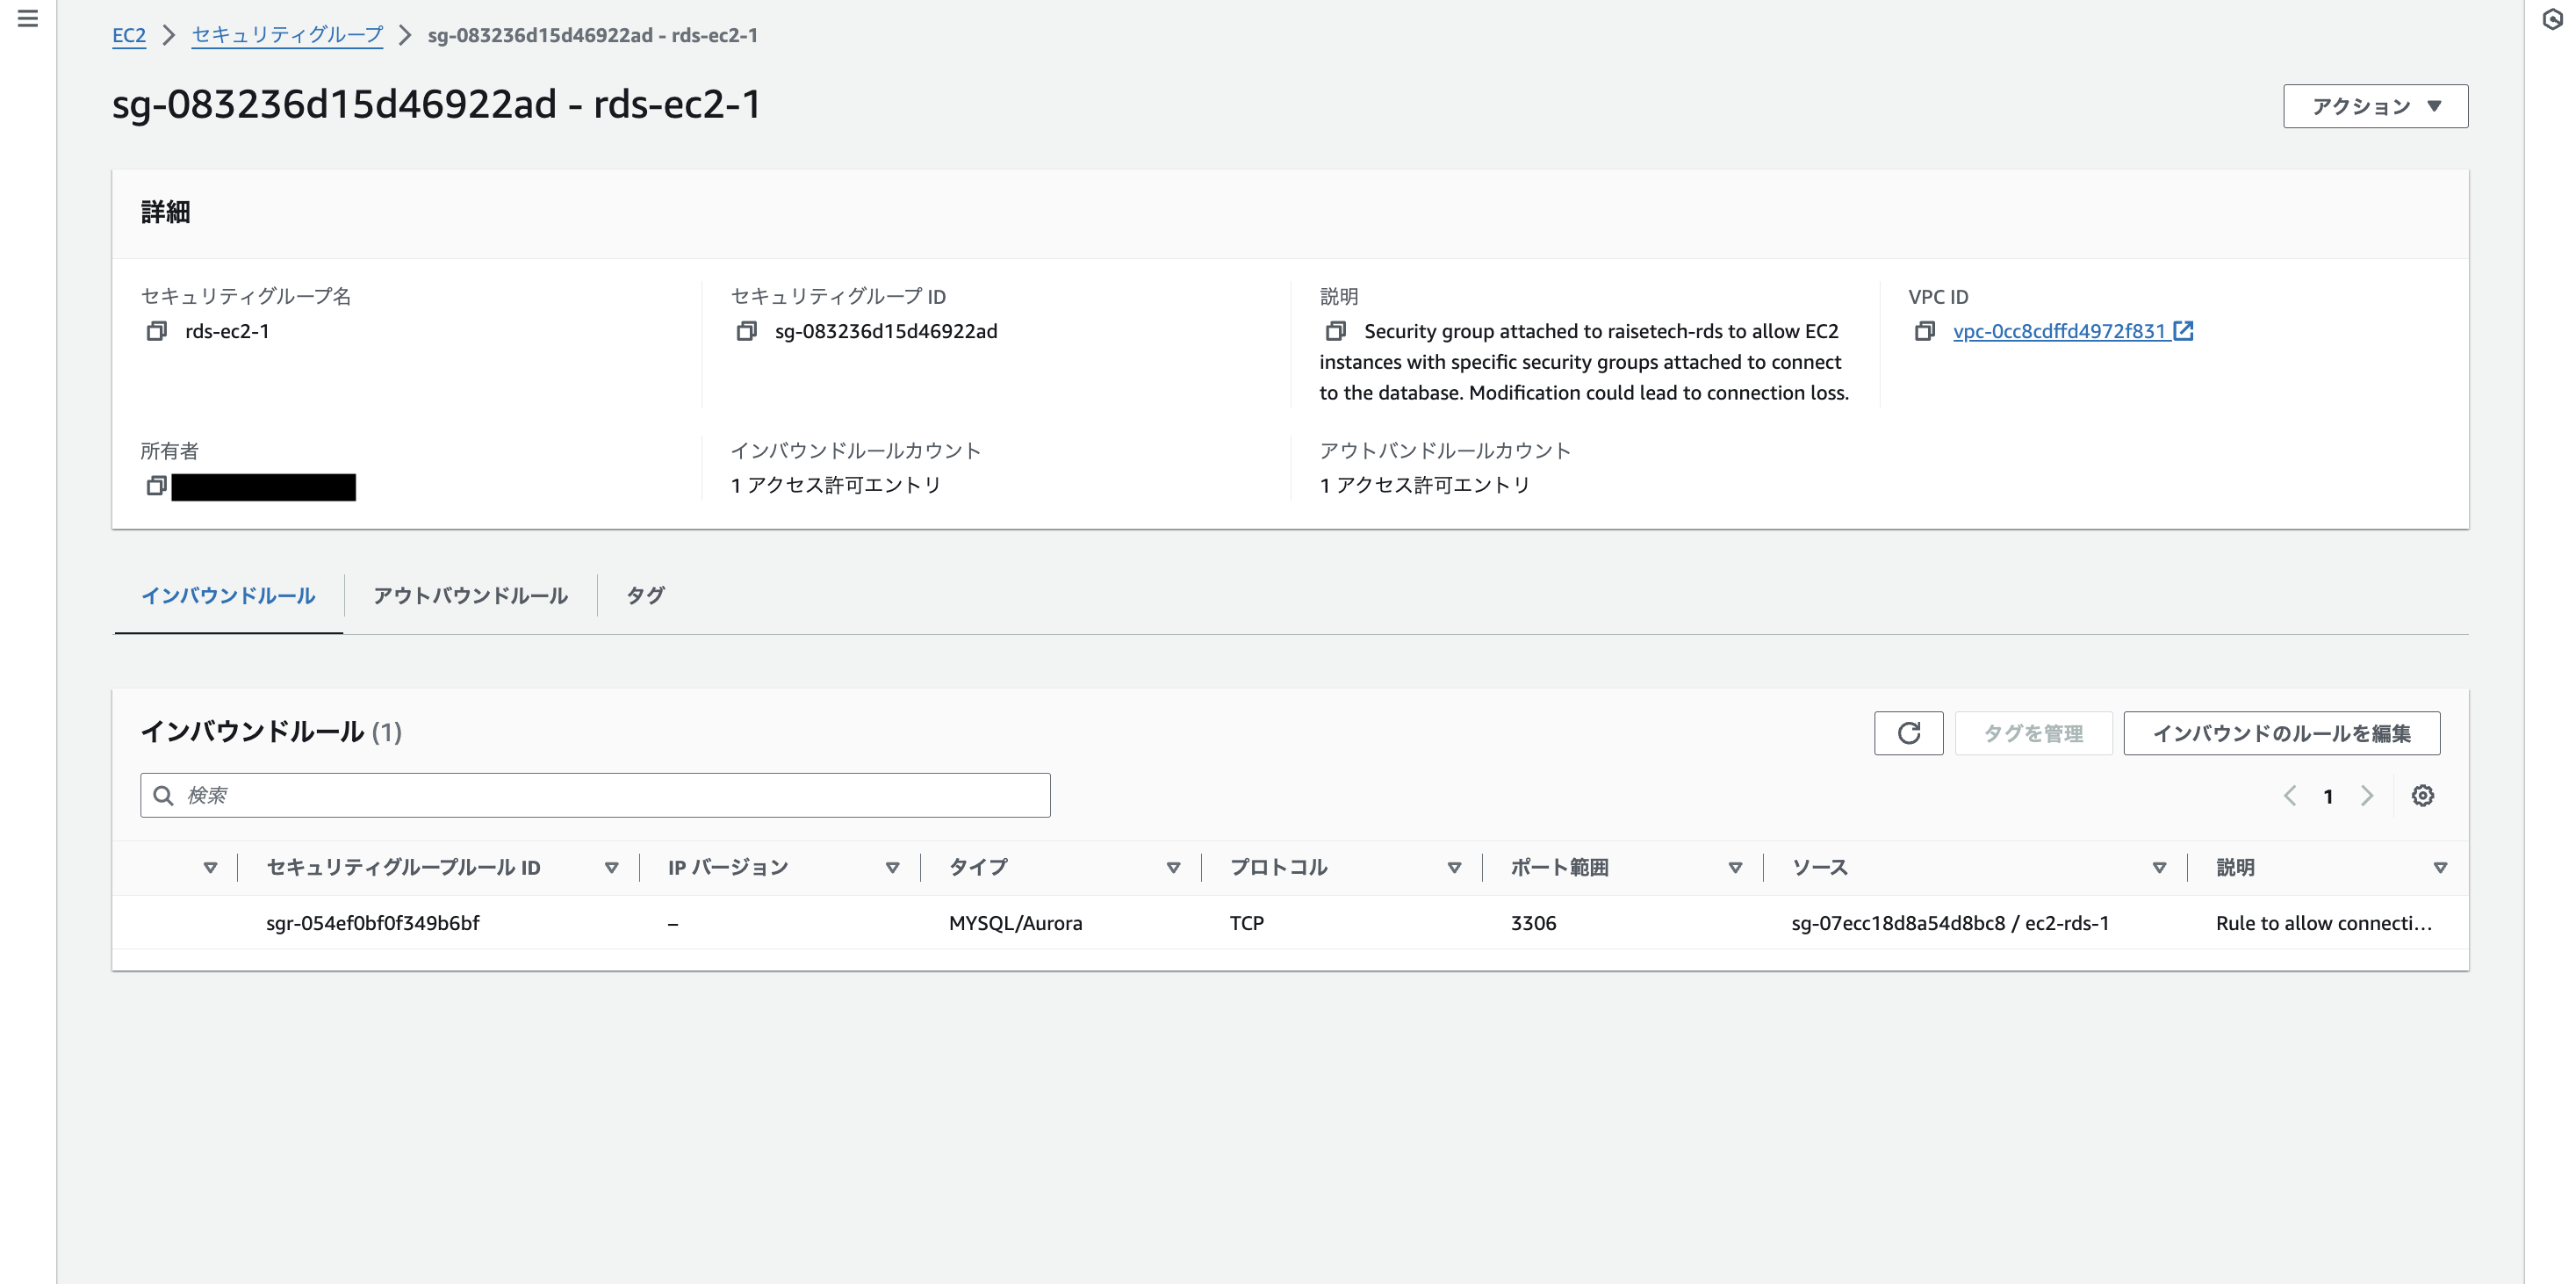 EC2 > セキュリティグループ > sg-083236d15d46922ad - rds-ec2-1
sg-083236d15d46922ad - rds-ec2-1
アクション ▼
詳細
セキュリティグループ名
rds-ec2-1
セキュリティグループ ID
sg-083236d15d46922ad
説明
Security group attached to raisetech-rds to allow EC2
instances with specific security groups attached to connect
to the database. Modification could lead to connection loss.
VPC ID
vpc-0cc8cdffd4972f831
所有者
インバウンドルールカウント
1 アクセス許可エントリ
アウトバンドルールカウント
1 アクセス許可エントリ
インバウンドルール
アウトバウンドルール
タグ
インバウンドルール (1)
タグを管理
インバウンドのルールを編集
検索
1
セキュリティグループルール ID
IP バージョン
タイプ
プロトコル
ポート範囲
ソース
説明
sgr-054ef0bf0f349b6bf
–
MYSQL/Aurora
TCP
3306
sg-07ecc18d8a54d8bc8 / ec2-rds-1
Rule to allow connecti...